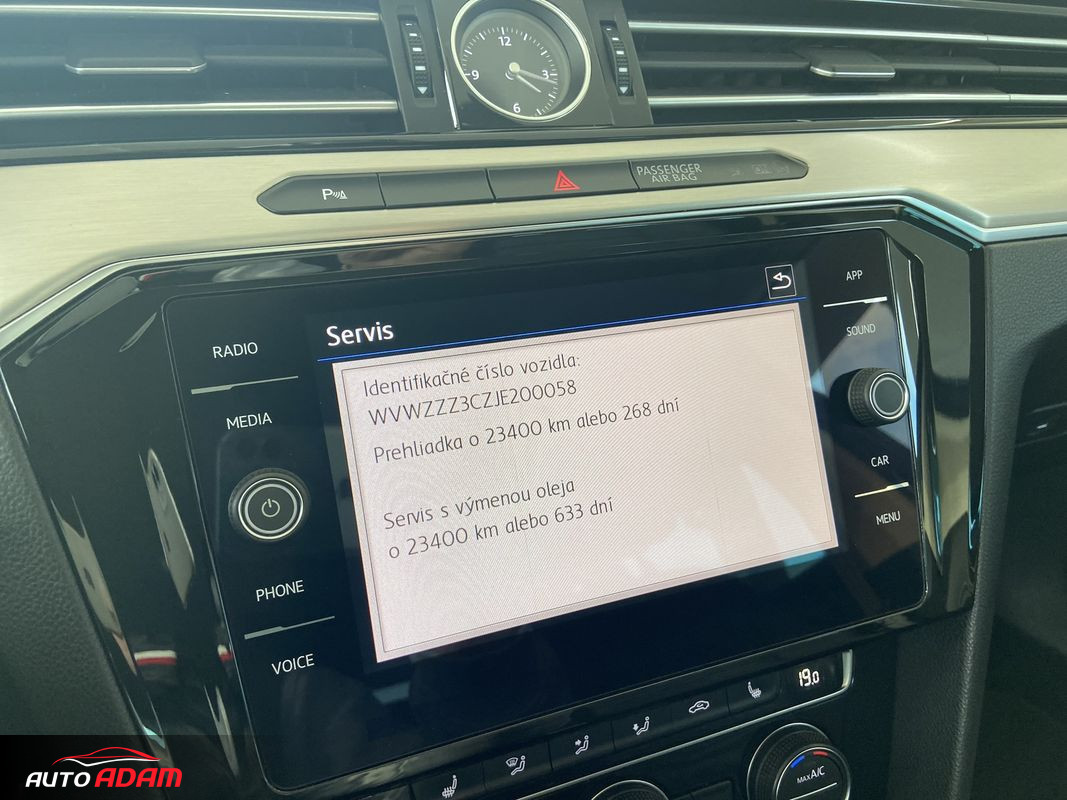 12
9
3
6
P
PASSENGER
AIR BAG
APP
SOUND
RADIO
MEDIA
PHONE
VOICE
CAR
MENU
Servis
Identifikačné číslo vozidla:
WVWZZZ3CZJE200058
Prehliadka o 23400 km alebo 268 dní
Servis s výmenou oleja
o 23400 km alebo 633 dní
19.0
MAX A/C
AUTO ADAM